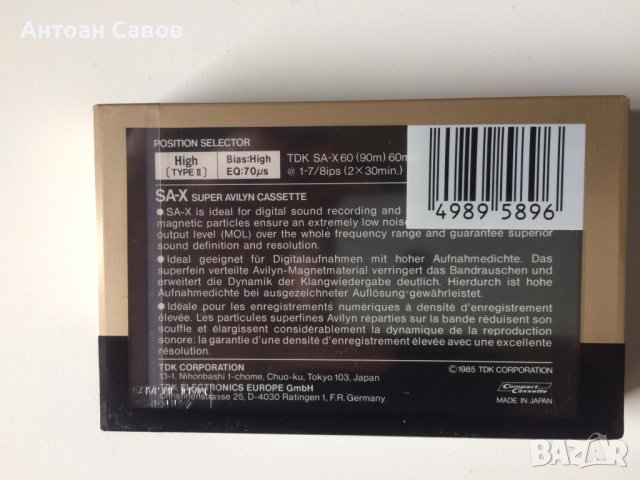 Антоан Савов
POSITION SELECTOR
High
[TYPE II]
Bias:High
EQ:70µs
TDK SA-X60 (90m) 60m
@ 1-7/8ips (2×30min.)
4989 5896
SA-X SUPER AVILYN CASSETTE
●SA-X is ideal for digital sound recording and
magnetic particles ensure an extremely low noise
output level (MOL) over the whole frequency range and guarantee superior
sound definition and resolution.
●Ideal geeignet für Digitalaufnahmen mit hoher Aufnahmedichte. Das
superfein verteilte Avilyn-Magnetmaterial verringert das Bandrauschen und
erweitert die Dynamik der Klangwiedergabe deutlich. Hierdurch ist hohe
Aufnahmedichte bei ausgezeichneter Auflösung gewährleistet.
●Idéale pour les enregistrements numériques à densité d'enregistrement
élevée. Les particules superfines Avilyn réparties sur la bande réduisent son
souffle et élargissent considérablement la dynamique de la reproduction
sonore: la garantie d'une densité d'enregistrement élevée avec une excellente
résolution.
TDK CORPORATION
13-1, Nihonbashi 1-chome, Chuo-ku, Tokyo 103, Japan
TDK ELECTRONICS EUROPE GmbH
Christinenstrasse 25, D-4030 Ratingen 1, F.R. Germany
©1985 TDK CORPORATION
Compact
Cassette
MADE IN JAPAN
BAZAR